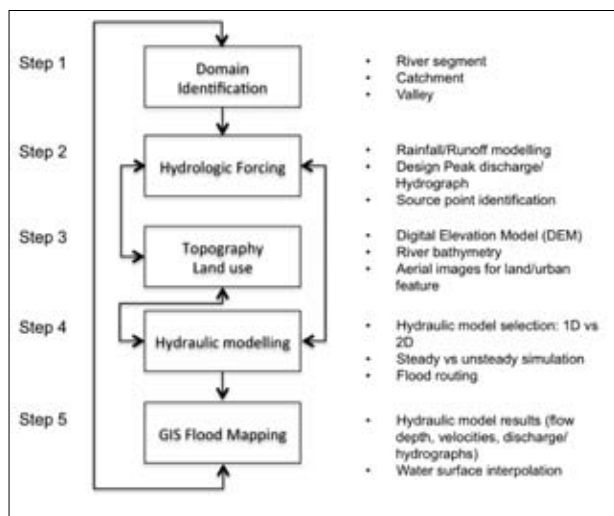 Step 1
Domain
Identification
• River segment
• Catchment
• Valley
Step 2
Hydrologic Forcing
• Rainfall/Runoff modelling
• Design Peak discharge/
Hydrograph
• Source point identification
Step 3
Topography
Land use
• Digital Elevation Model (DEM)
• River bathymetry
• Aerial images for land/urban
feature
Step 4
Hydraulic modelling
• Hydraulic model selection: 1D vs
2D
• Steady vs unsteady simulation
• Flood routing
Step 5
GIS Flood Mapping
• Hydraulic model results (flow
depth, velocities, discharge/
hydrographs)
• Water surface interpolation